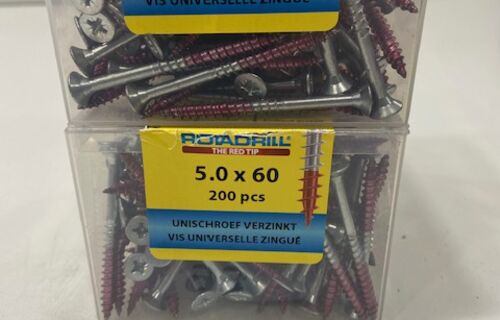 VIS UNIVERSELLE ZINGUÉ
ROTADRILL
THE RED TIP
5.0 x 60
200 pcs
UNISCHROEF VERZINKT
VIS UNIVERSELLE ZINGUÉ